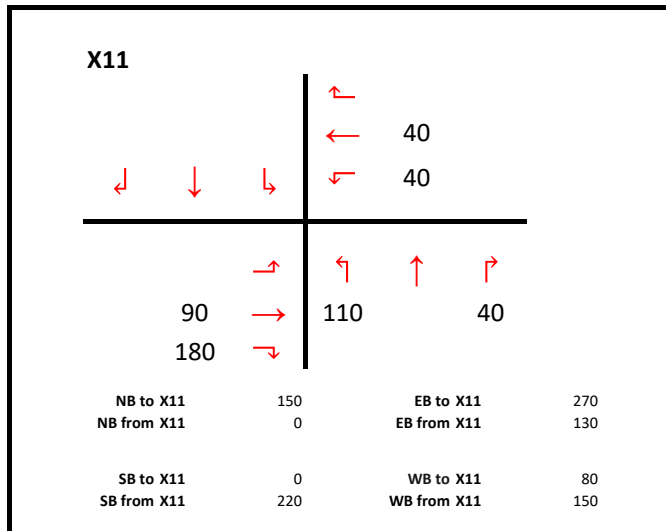 X11
40
40
90 110 40
180
NB to X11 150 EB to X11 270
NB from X11 0 EB from X11 130
SB to X11 0 WB to X11 80
SB from X11 220 WB from X11 150